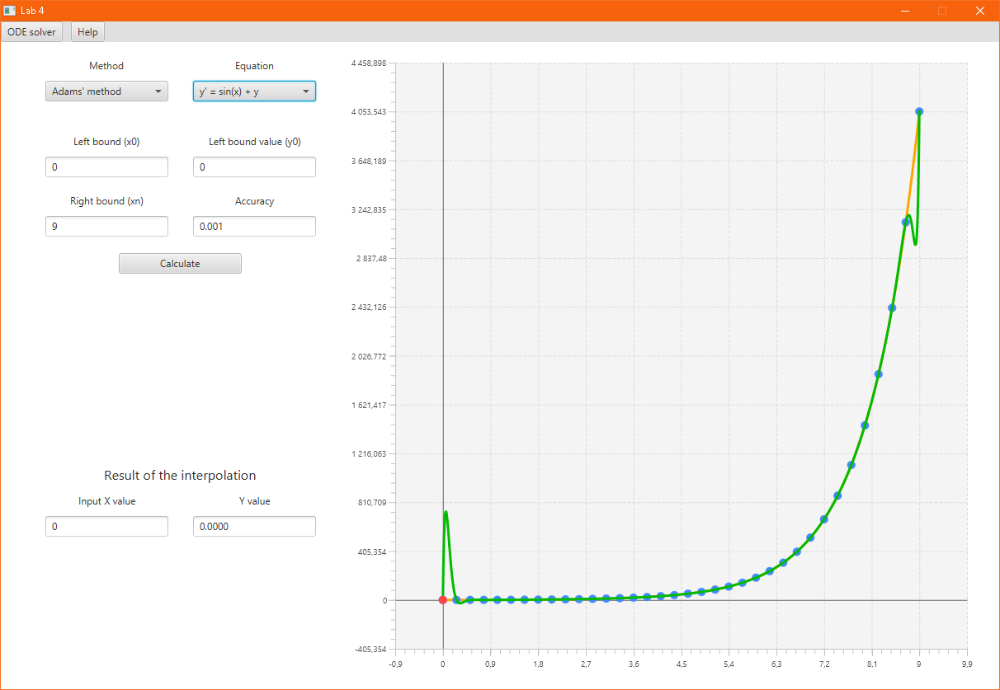 Lab 4
ODE solver Help
Method Equation
Adams' method y' = sin(x) + y
Left bound (x0) Left bound value (y0)
0 0
Right bound (xn) Accuracy
9 0.001
Calculate
Result of the interpolation
Input X value Y value
0 0.0000
4 458,898
4 053,543
3 648,189
3 242,835
2 837,48
2 432,126
2 026,772
1 621,417
1 216,063
810,709
405,354
0
-405,354
-0,9 0 0,9 1,8 2,7 3,6 4,5 5,4 6,3 7,2 8,1 9 9,9